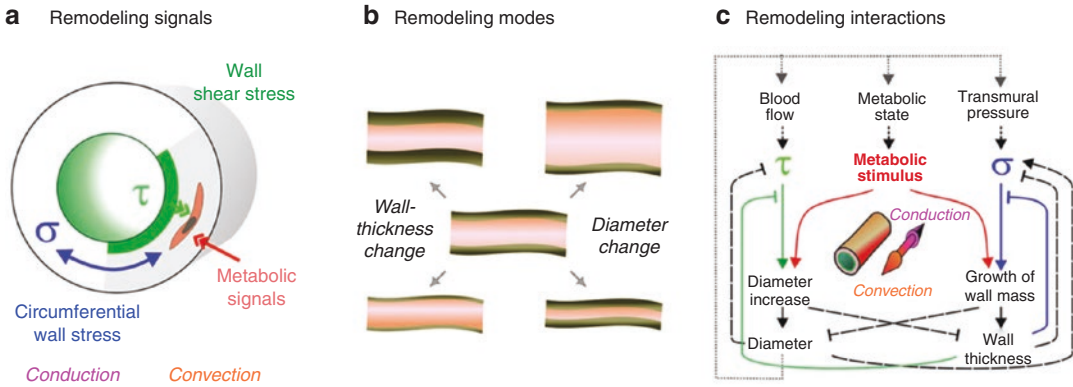 a Remodeling signals
Wall
shear stress
τ
σ
Metabolic
signals
Circumferential
wall stress
Conduction Convection
b Remodeling modes
Wall-
thickness
change
Diameter
change
c Remodeling interactions
Blood
flow
Metabolic
state
Transmural
pressure
τ
Metabolic
stimulus
σ
Conduction
Convection
Diameter
increase
Growth of
wall mass
Diameter
Wall
thickness